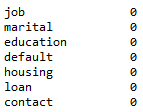 job 0
marital 0
education 0
default 0
housing 0
loan 0
contact 0